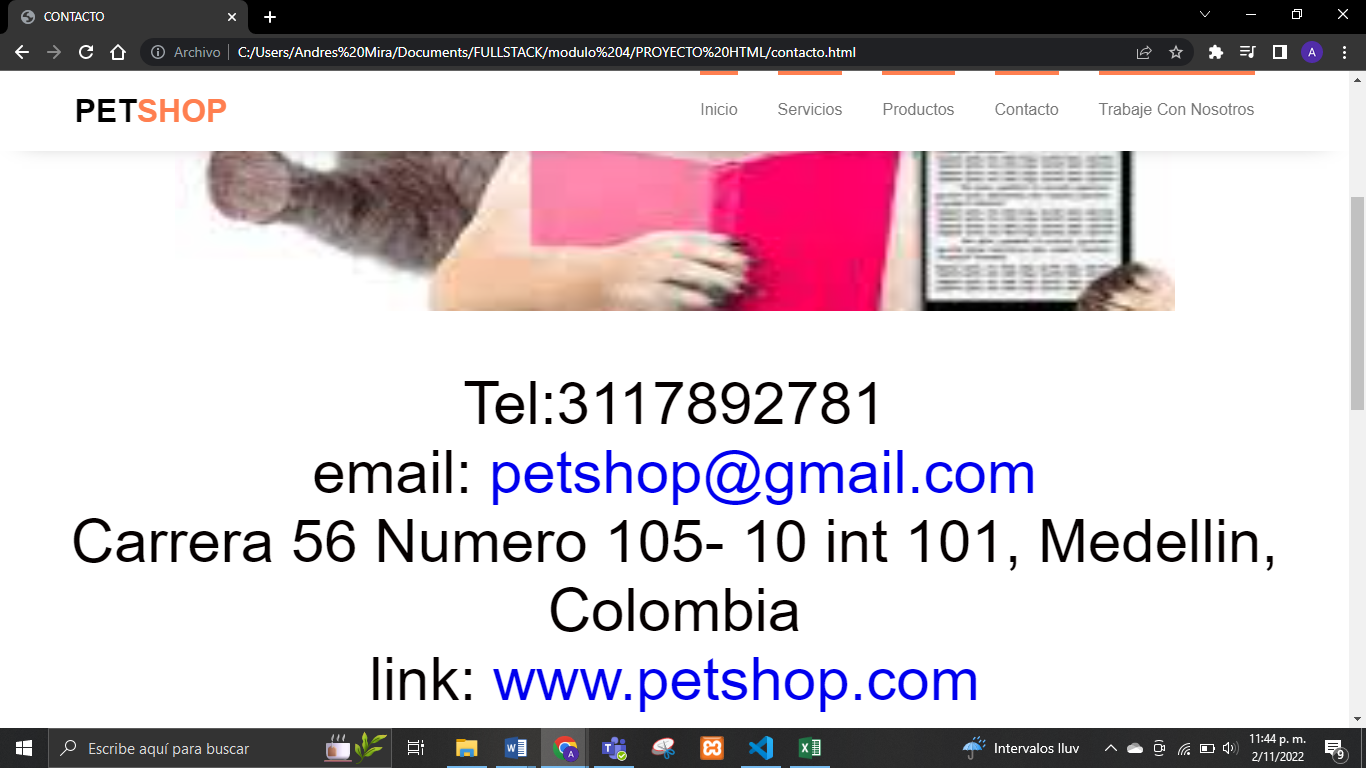 CONTACTO
Archivo
C:/Users/Andres%20Mira/Documents/FULLSTACK/modulo%204/PROYECTO%20HTML/contacto.html
A
PETSHOP
Inicio
Servicios
Productos
Contacto
Trabaje Con Nosotros
Tel:3117892781
email: petshop@gmail.com
Carrera 56 Numero 105- 10 int 101, Medellin,
Colombia
link: www.petshop.com
Escribe aquí para buscar
Intervalos lluv
11:44 p. m.
2/11/2022
9